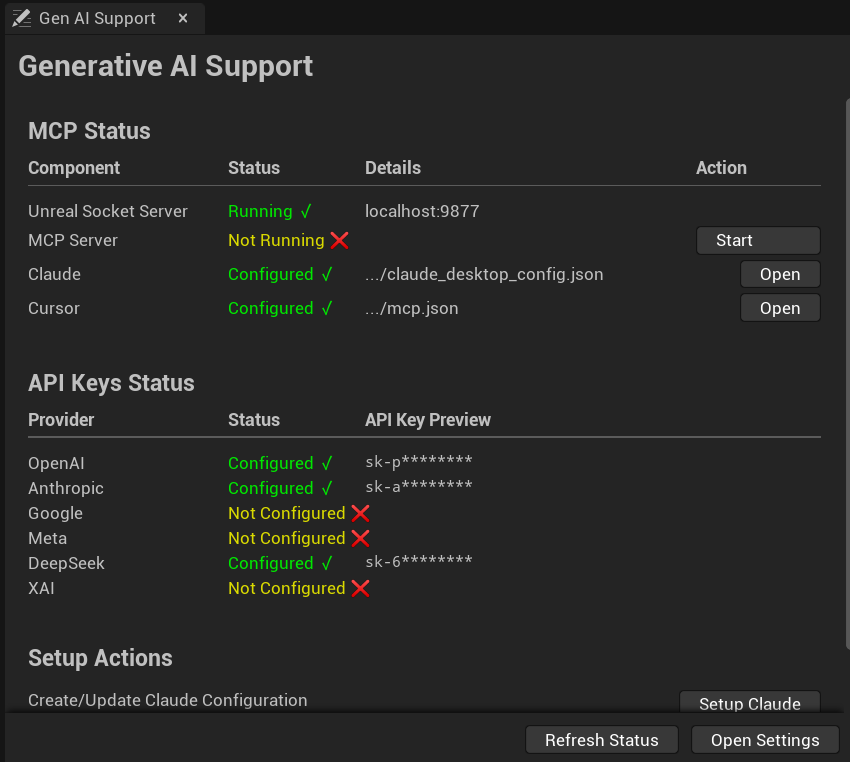 Gen AI Support ×
Generative AI Support
MCP Status
Component Status Details Action
Unreal Socket Server Running √ localhost:9877
MCP Server Not Running ❌ Start
Claude Configured √ .../claude_desktop_config.json Open
Cursor Configured √ .../mcp.json Open
API Keys Status
Provider Status API Key Preview
OpenAI Configured √ sk-p********
Anthropic Configured √ sk-a********
Google Not Configured ❌
Meta Not Configured ❌
DeepSeek Configured √ sk-6********
XAI Not Configured ❌
Setup Actions
Create/Update Claude Configuration Setup Claude
Refresh Status Open Settings